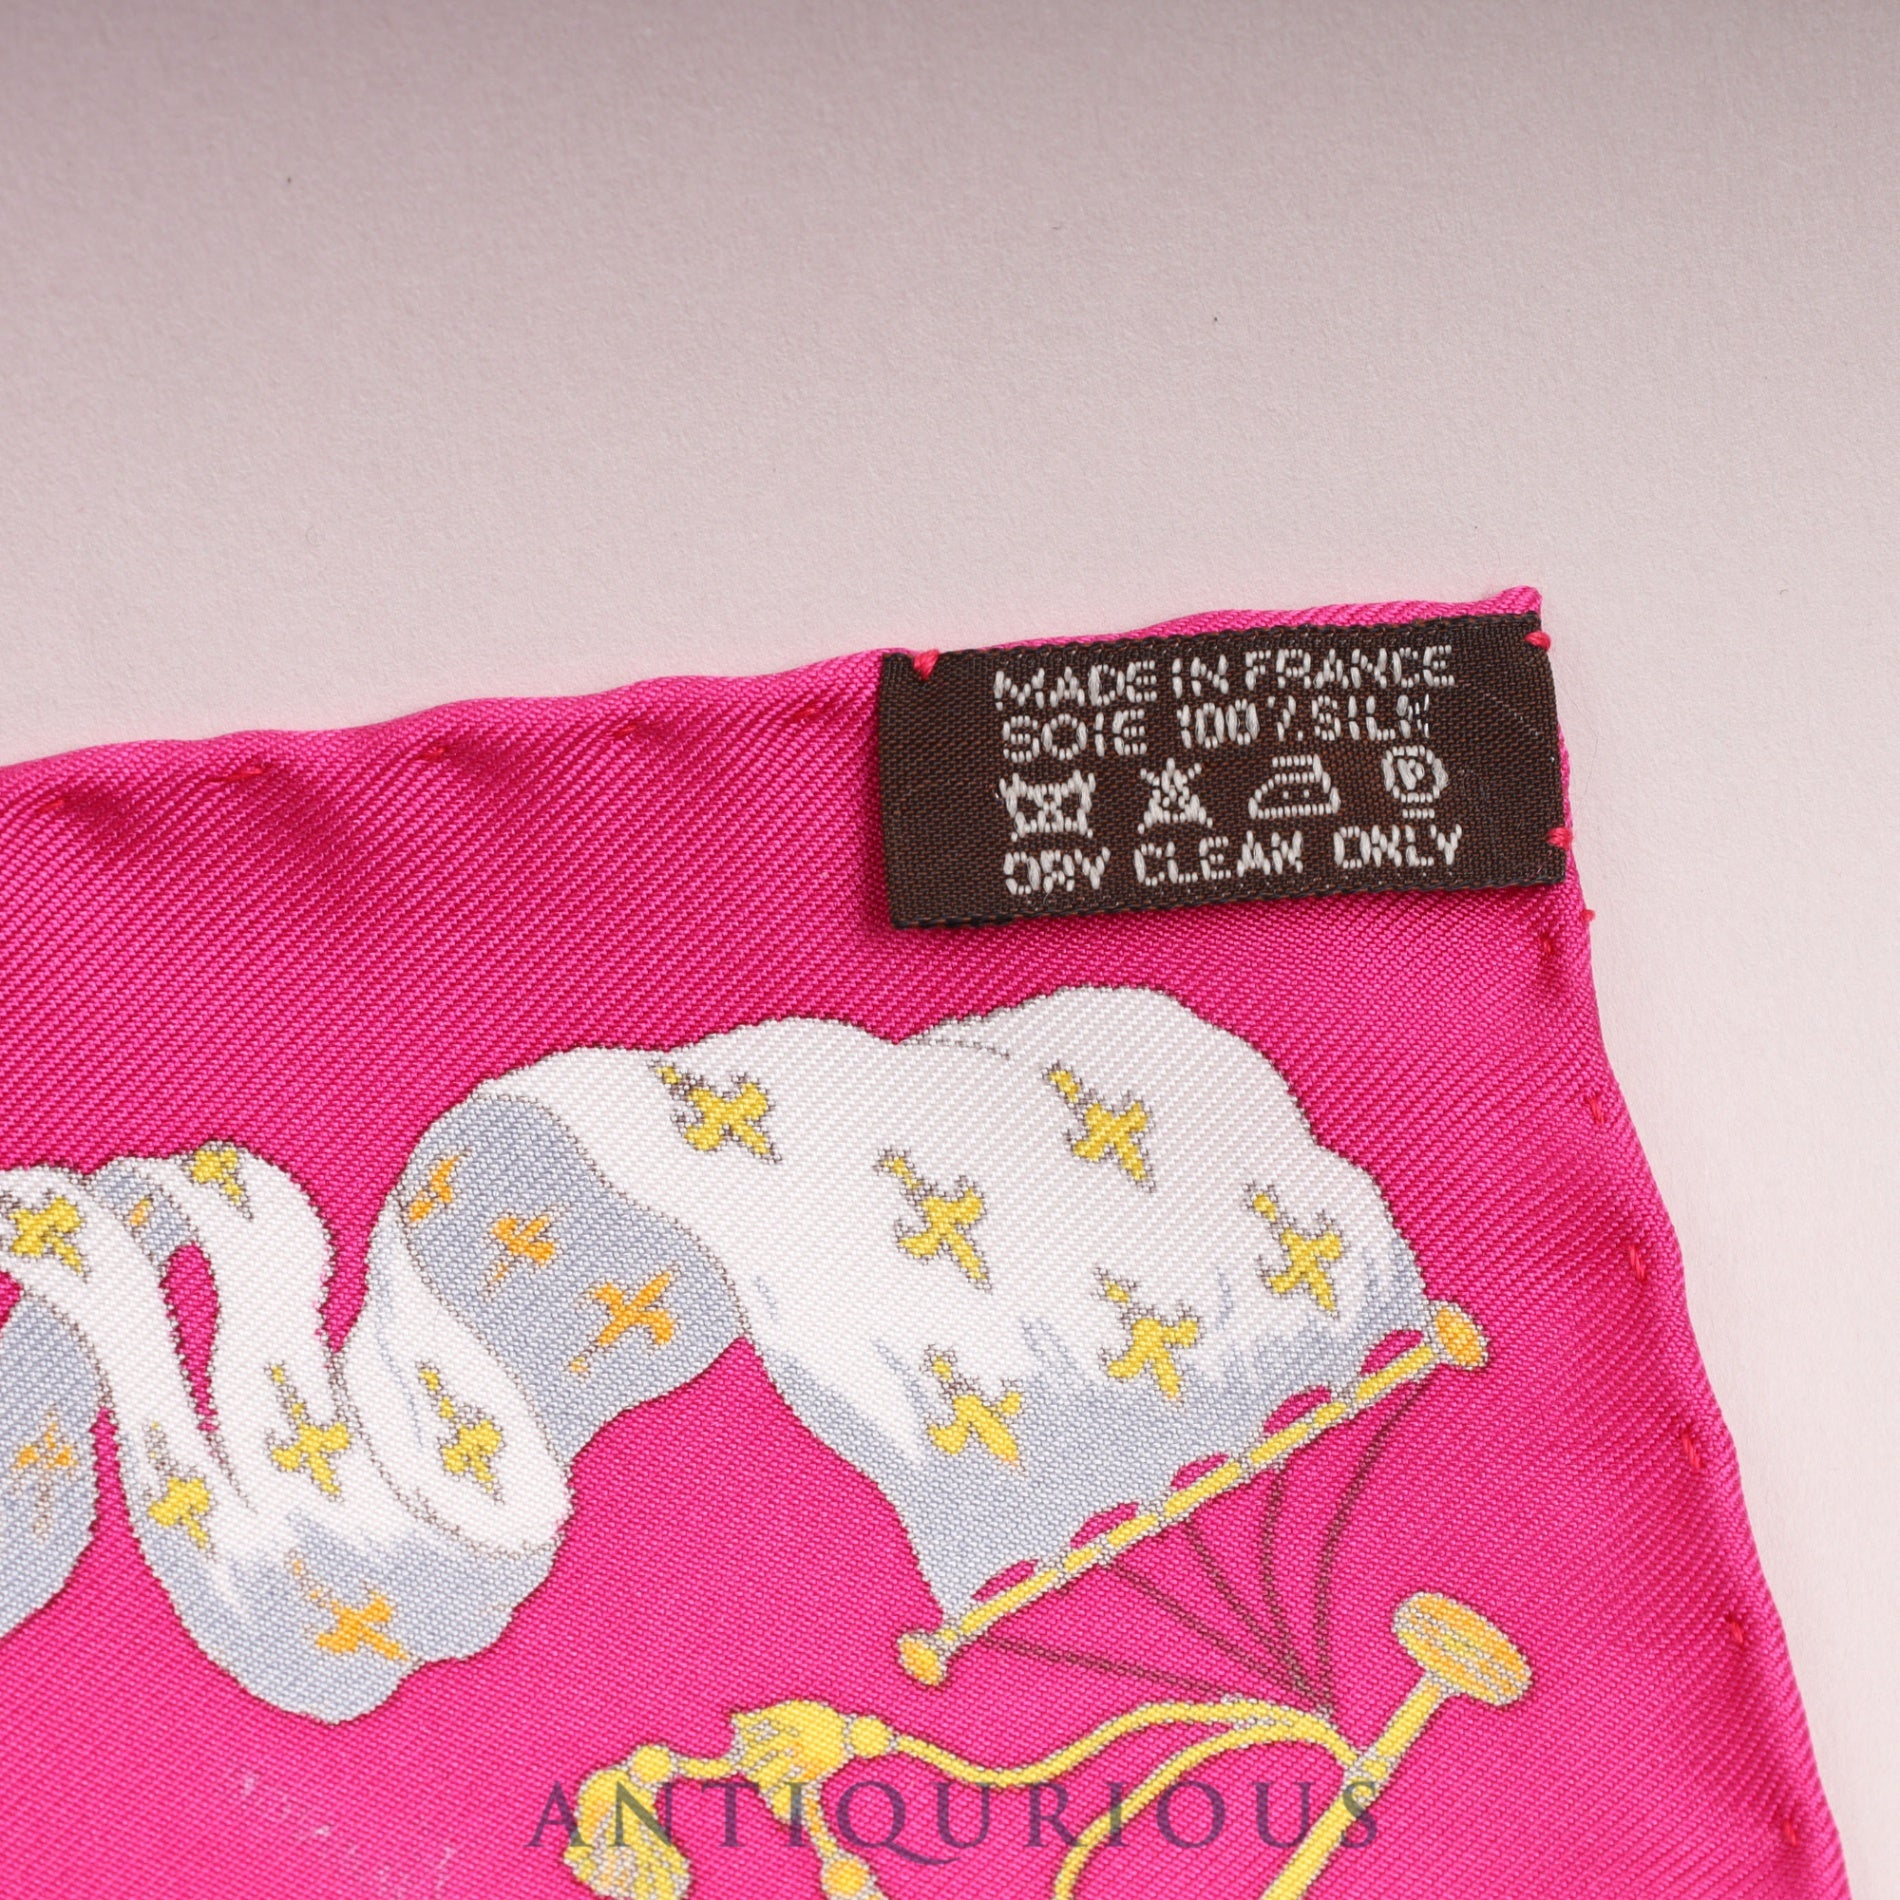 MADE IN FRANCE
SOIE 100% SILK
P
DRY CLEAN ONLY
ANTIQURIOUS